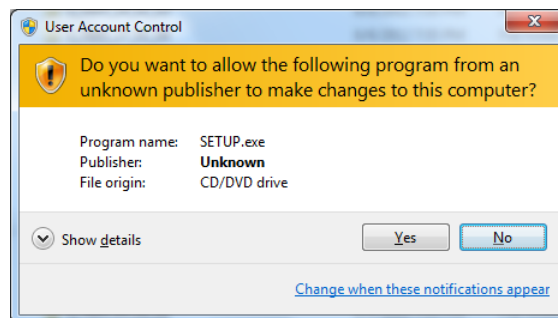 User Account Control
Do you want to allow the following program from an
unknown publisher to make changes to this computer?
Program name: SETUP.exe
Publisher: Unknown
File origin: CD/DVD drive
Show details
Yes
No
Change when these notifications appear